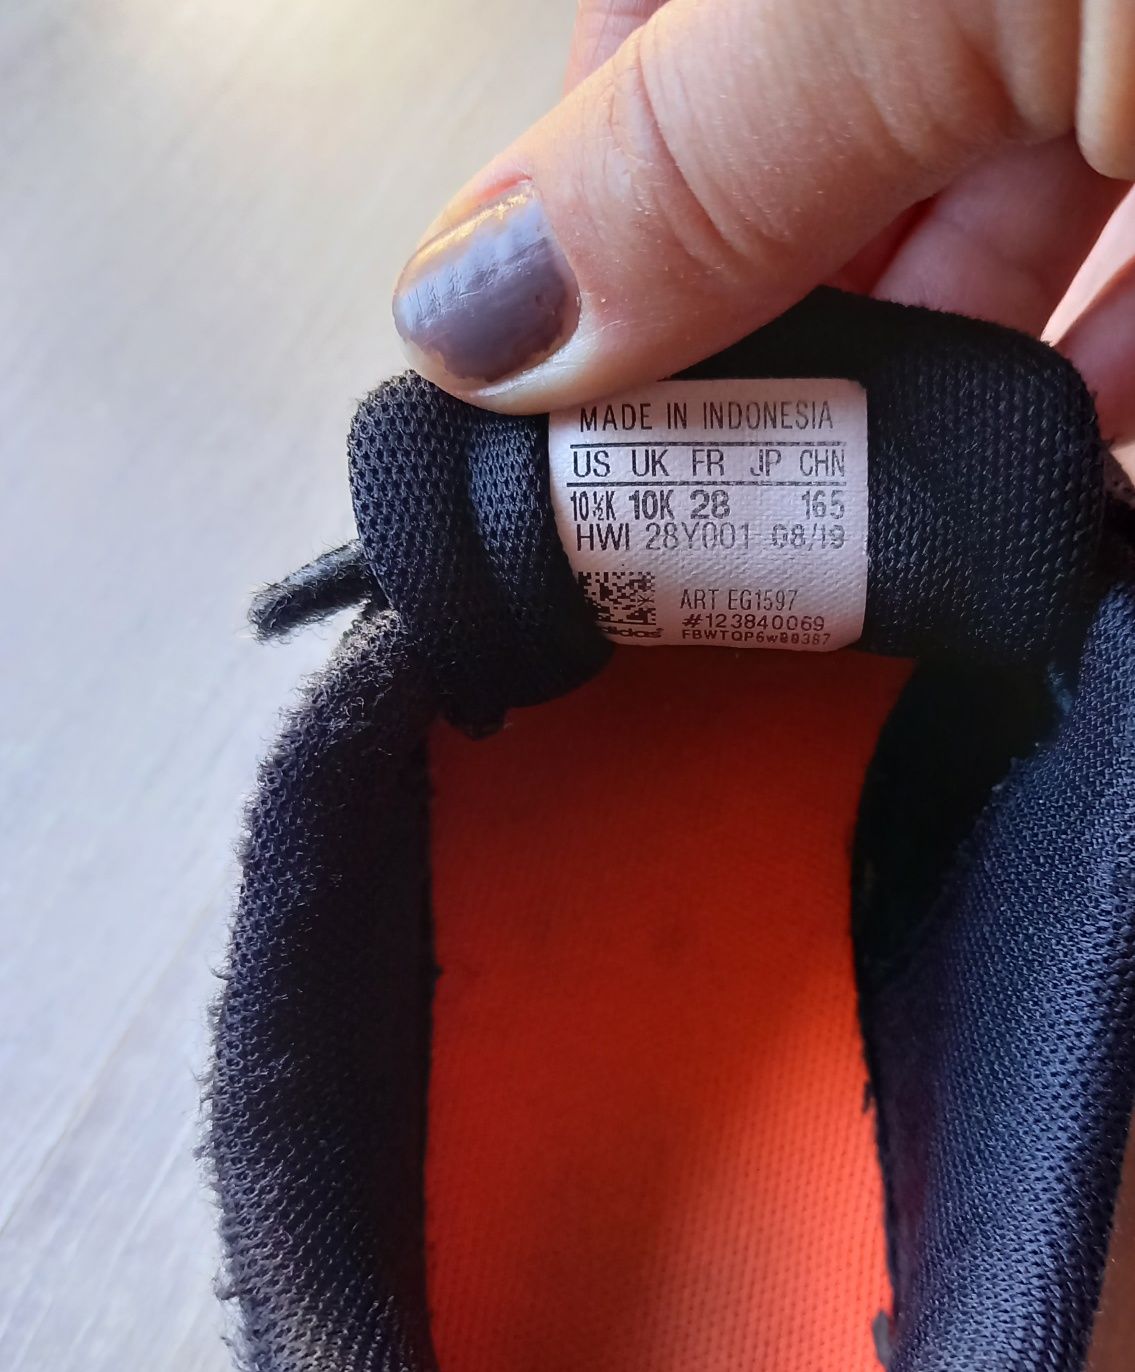 MADE IN INDONESIA
US UK FR JP CHN
10½K 10K 28 165
HWI 28Y001 08/19
ART EG1597
#123840069
adidas